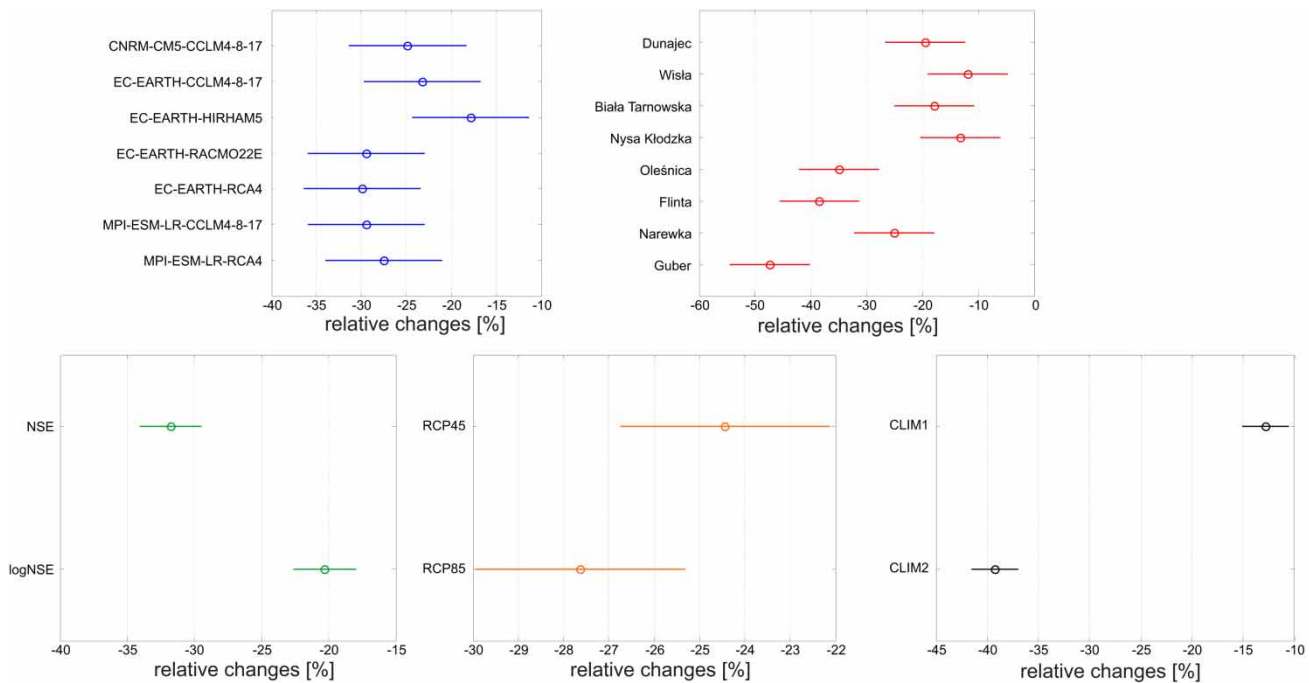 CNRM-CM5-CCLM4-8-17
EC-EARTH-CCLM4-8-17
EC-EARTH-HIRHAM5
EC-EARTH-RACMO22E
EC-EARTH-RCA4
MPI-ESM-LR-CCLM4-8-17
MPI-ESM-LR-RCA4
-40 -35 -30 -25 -20 -15 -10
relative changes [%]
Dunajec
Wisła
Biała Tarnowska
Nysa Kłodzka
Oleśnica
Flinta
Narewka
Guber
-60 -50 -40 -30 -20 -10 0
relative changes [%]
NSE
logNSE
-40 -35 -30 -25 -20 -15
relative changes [%]
RCP45
RCP85
-30 -29 -28 -27 -26 -25 -24 -23 -22
relative changes [%]
CLIM1
CLIM2
-45 -40 -35 -30 -25 -20 -15 -10
relative changes [%]